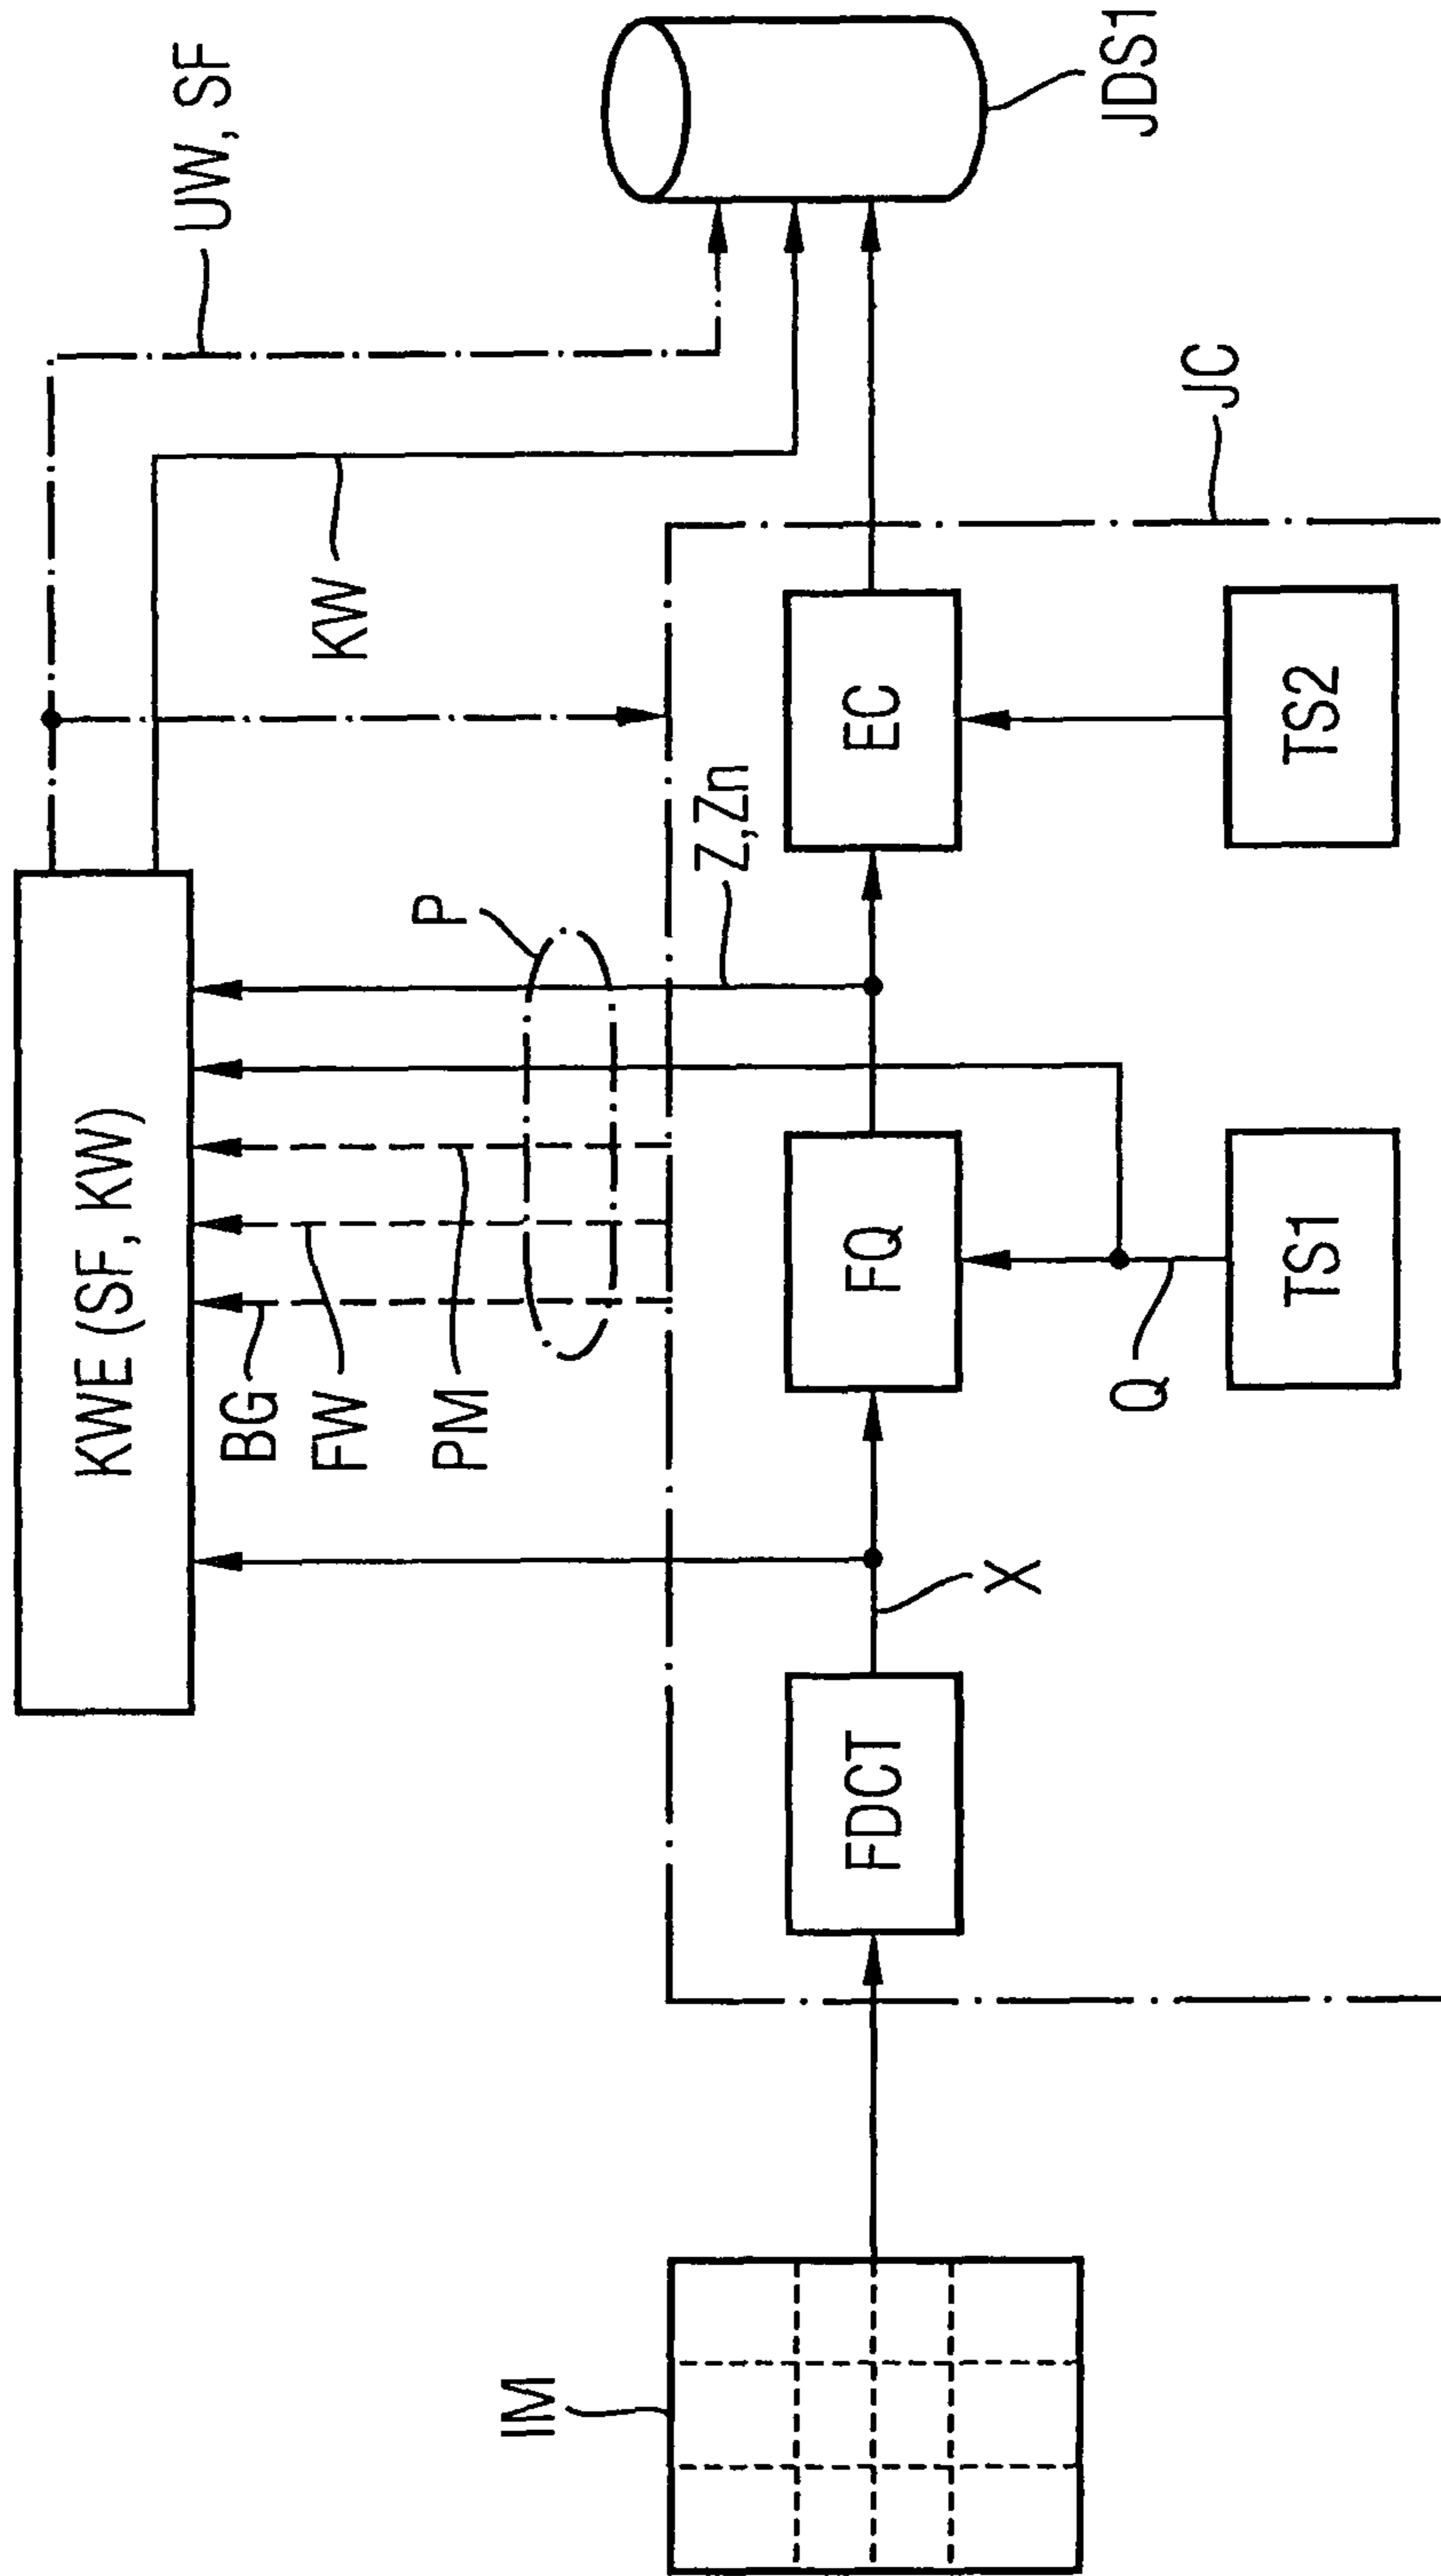 KWE (SF, KW)
UW, SF
KW
BG
FW
PM
P
Z,Zn
IM
FDCT
X
FQ
EC
JC
JDS1
Q
TS1
TS2